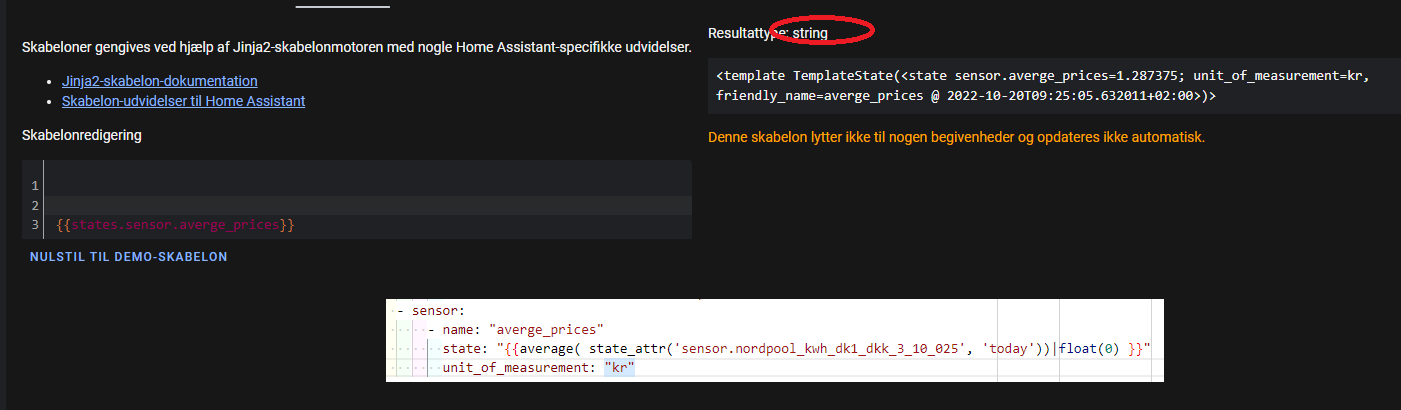 Skabeloner gengives ved hjælp af Jinja2-skabelonmotoren med nogle Home Assistant-specifikke udvidelser.
Jinja2-skabelon-dokumentation
Skabelon-udvidelser til Home Assistant
Skabelonredigering
1
2
3 {{states.sensor.averge_prices}}
NULSTIL TIL DEMO-SKABELON
Resultattype: string
<template TemplateState(<state sensor.averge_prices=1.287375; unit_of_measurement=kr,
friendly_name=averge_prices @ 2022-10-20T09:25:05.632011+02:00>)>
Denne skabelon lytter ikke til nogen begivenheder og opdateres ikke automatisk.
- sensor:
- name: "averge_prices"
state: "{{average( state_attr('sensor.nordpool_kwh_dk1_dkk_3_10_025', 'today'))|float(0) }}"
unit_of_measurement: "kr"